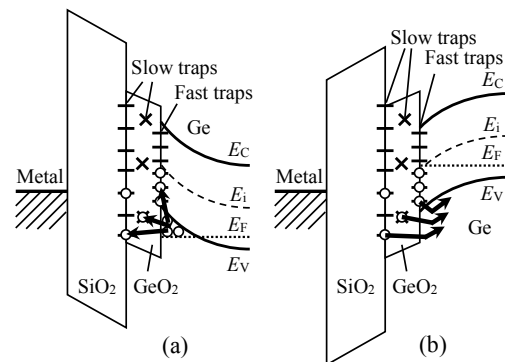 Slow traps
Fast traps
Ge
E_C
E_i
E_F
E_V
Metal
SiO₂
GeO₂
(a)
Slow traps
Fast traps
E_C
E_i
E_F
E_V
Ge
Metal
SiO₂
GeO₂
(b)